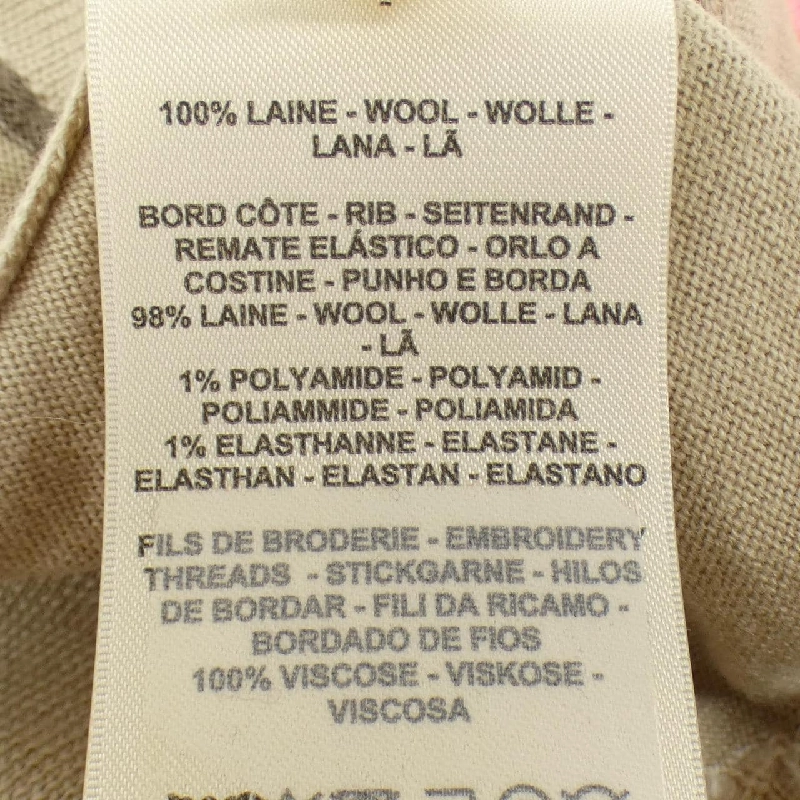 100% LAINE - WOOL - WOLLE -
LANA - LÃ
BORD CÔTE - RIB - SEITENRAND -
REMATE ELÁSTICO - ORLO A
COSTINE - PUNHO E BORDA
98% LAINE - WOOL - WOLLE - LANA
- LÃ
1% POLYAMIDE - POLYAMID -
POLIAMMIDE - POLIAMIDA
1% ELASTHANNE - ELASTANE -
ELASTHAN - ELASTAN - ELASTANO
FILS DE BRODERIE - EMBROIDERY
THREADS - STICKGARNE - HILOS
DE BORDAR - FILI DA RICAMO -
BORDADO DE FIOS
100% VISCOSE - VISKOSE -
VISCOSA